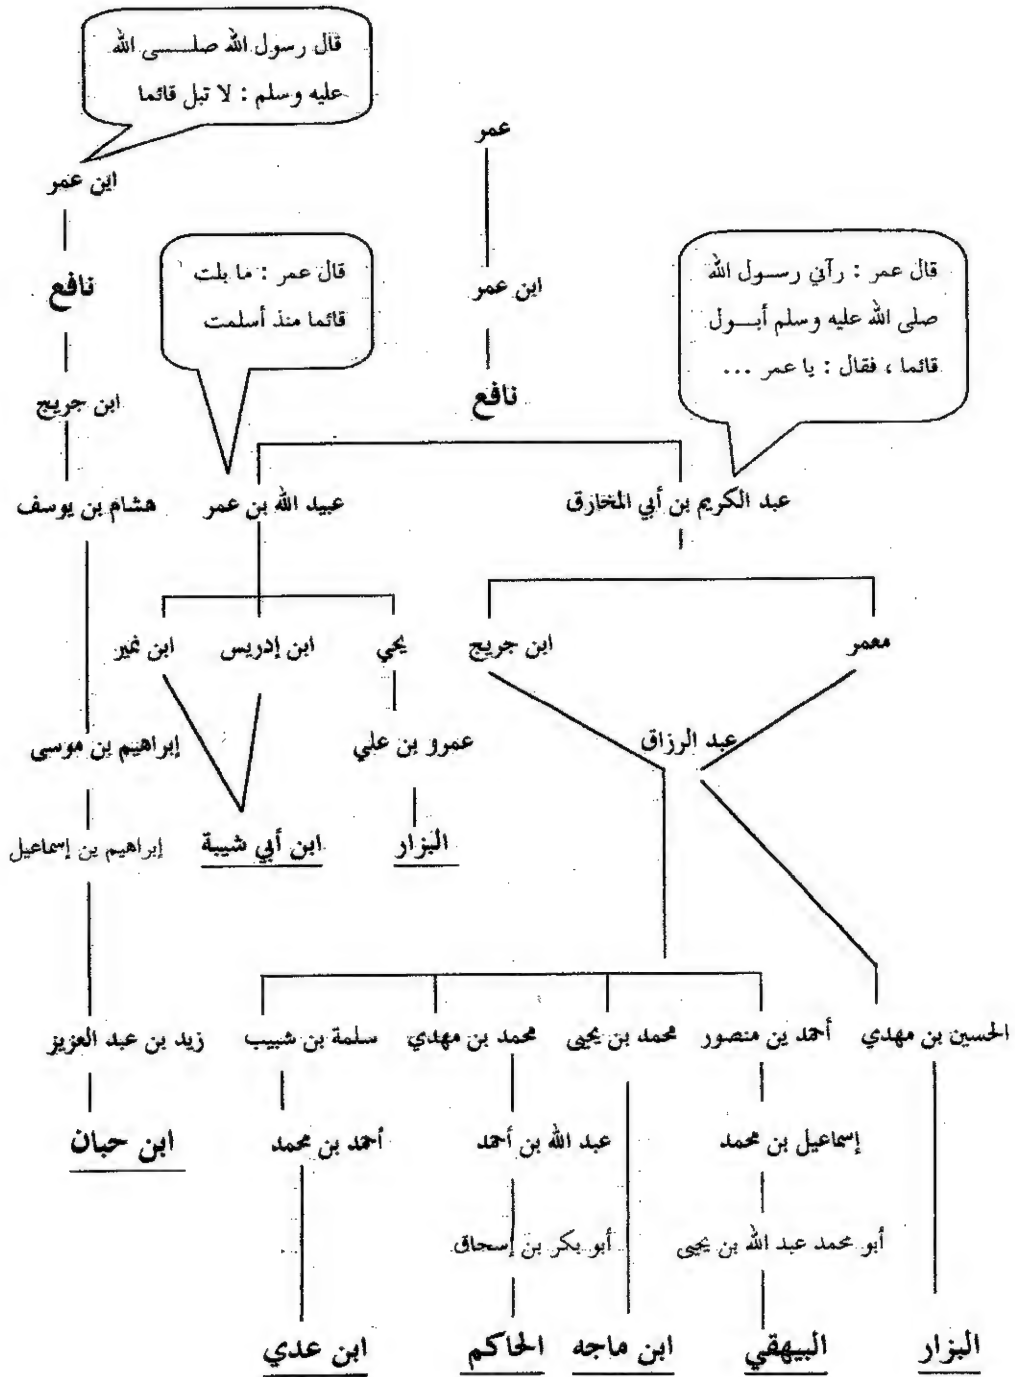 قال رسول الله صلى الله
عليه وسلم : لا تبل قائما
عمر
ابن عمر
قال عمر : رآني رسول الله
صلى الله عليه وسلم أبول
قائما ، فقال : يا عمر ...
قال عمر : ما بلت
قائما منذ أسلمت
ابن عمر
نافع
نافع
ابن جريج
عبد الكريم بن أبي المخارق
عبيد الله بن عمر
هشام بن يوسف
معمر
ابن جريج
يحي
ابن إدريس
ابن نمير
عبد الرزاق
عمرو بن علي
إبراهيم بن موسى
البزار
ابن أبي شيبة
إبراهيم بن إسماعيل
الحسين بن مهدي
أحمد بن منصور
محمد بن يحيى
محمد بن مهدي
سلمة بن شبيب
زيد بن عبد العزيز
إسماعيل بن محمد
عبد الله بن أحمد
أحمد بن محمد
ابن حبان
أبو محمد عبد الله بن يحيى
أبو بكر بن إسحاق
البزار
البيهقي
ابن ماجه
الحاكم
ابن عدي